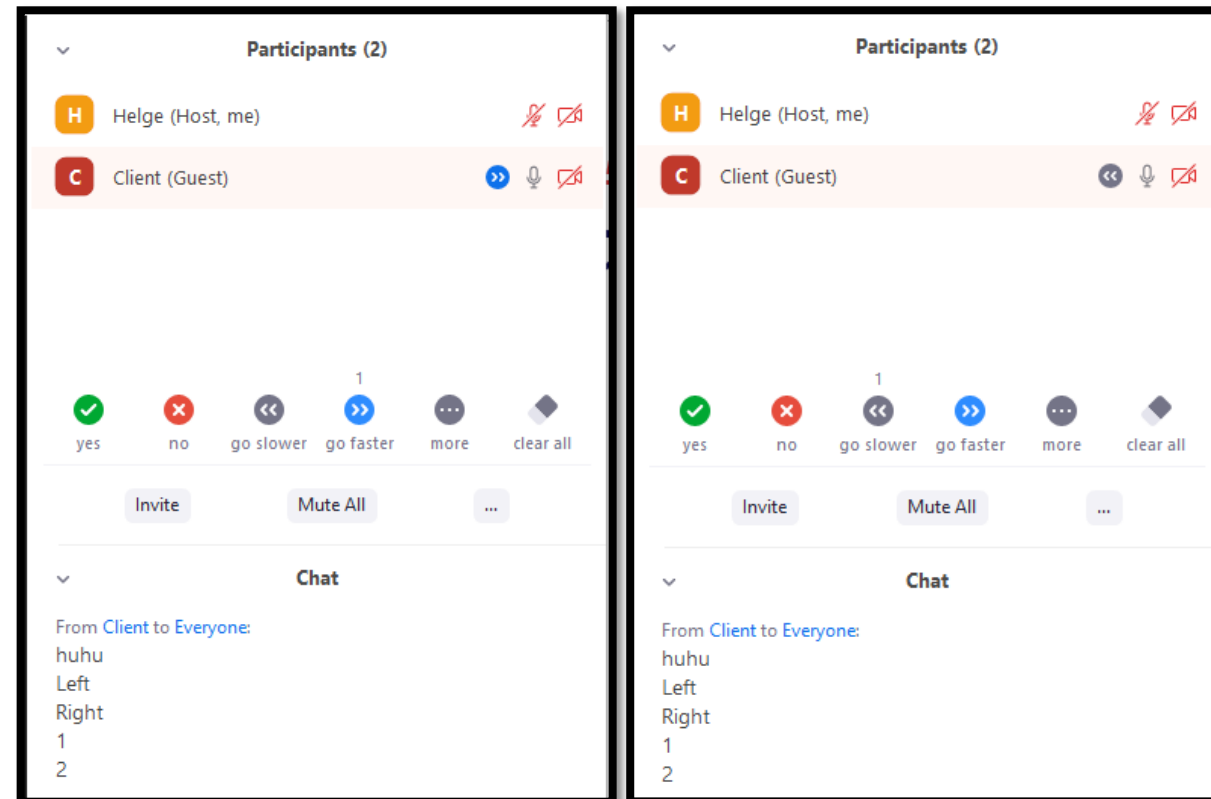 Participants (2)
H Helge (Host, me)
C Client (Guest)
1
yes no go slower go faster more clear all
Invite Mute All ...
Chat
From Client to Everyone:
huhu
Left
Right
1
2
Participants (2)
H Helge (Host, me)
C Client (Guest)
1
yes no go slower go faster more clear all
Invite Mute All ...
Chat
From Client to Everyone:
huhu
Left
Right
1
2